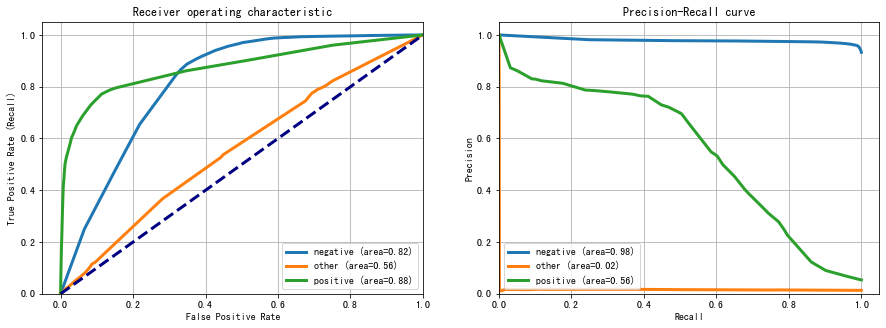 Receiver operating characteristic
True Positive Rate (Recall)
1.0
0.8
0.6
0.4
0.2
0.0
negative (area=0.82)
other (area=0.56)
positive (area=0.88)
0.0 0.2 0.4 0.6 0.8 1.0
False Positive Rate
Precision-Recall curve
Precision
1.0
0.8
0.6
0.4
0.2
0.0
negative (area=0.98)
other (area=0.02)
positive (area=0.56)
0.0 0.2 0.4 0.6 0.8 1.0
Recall